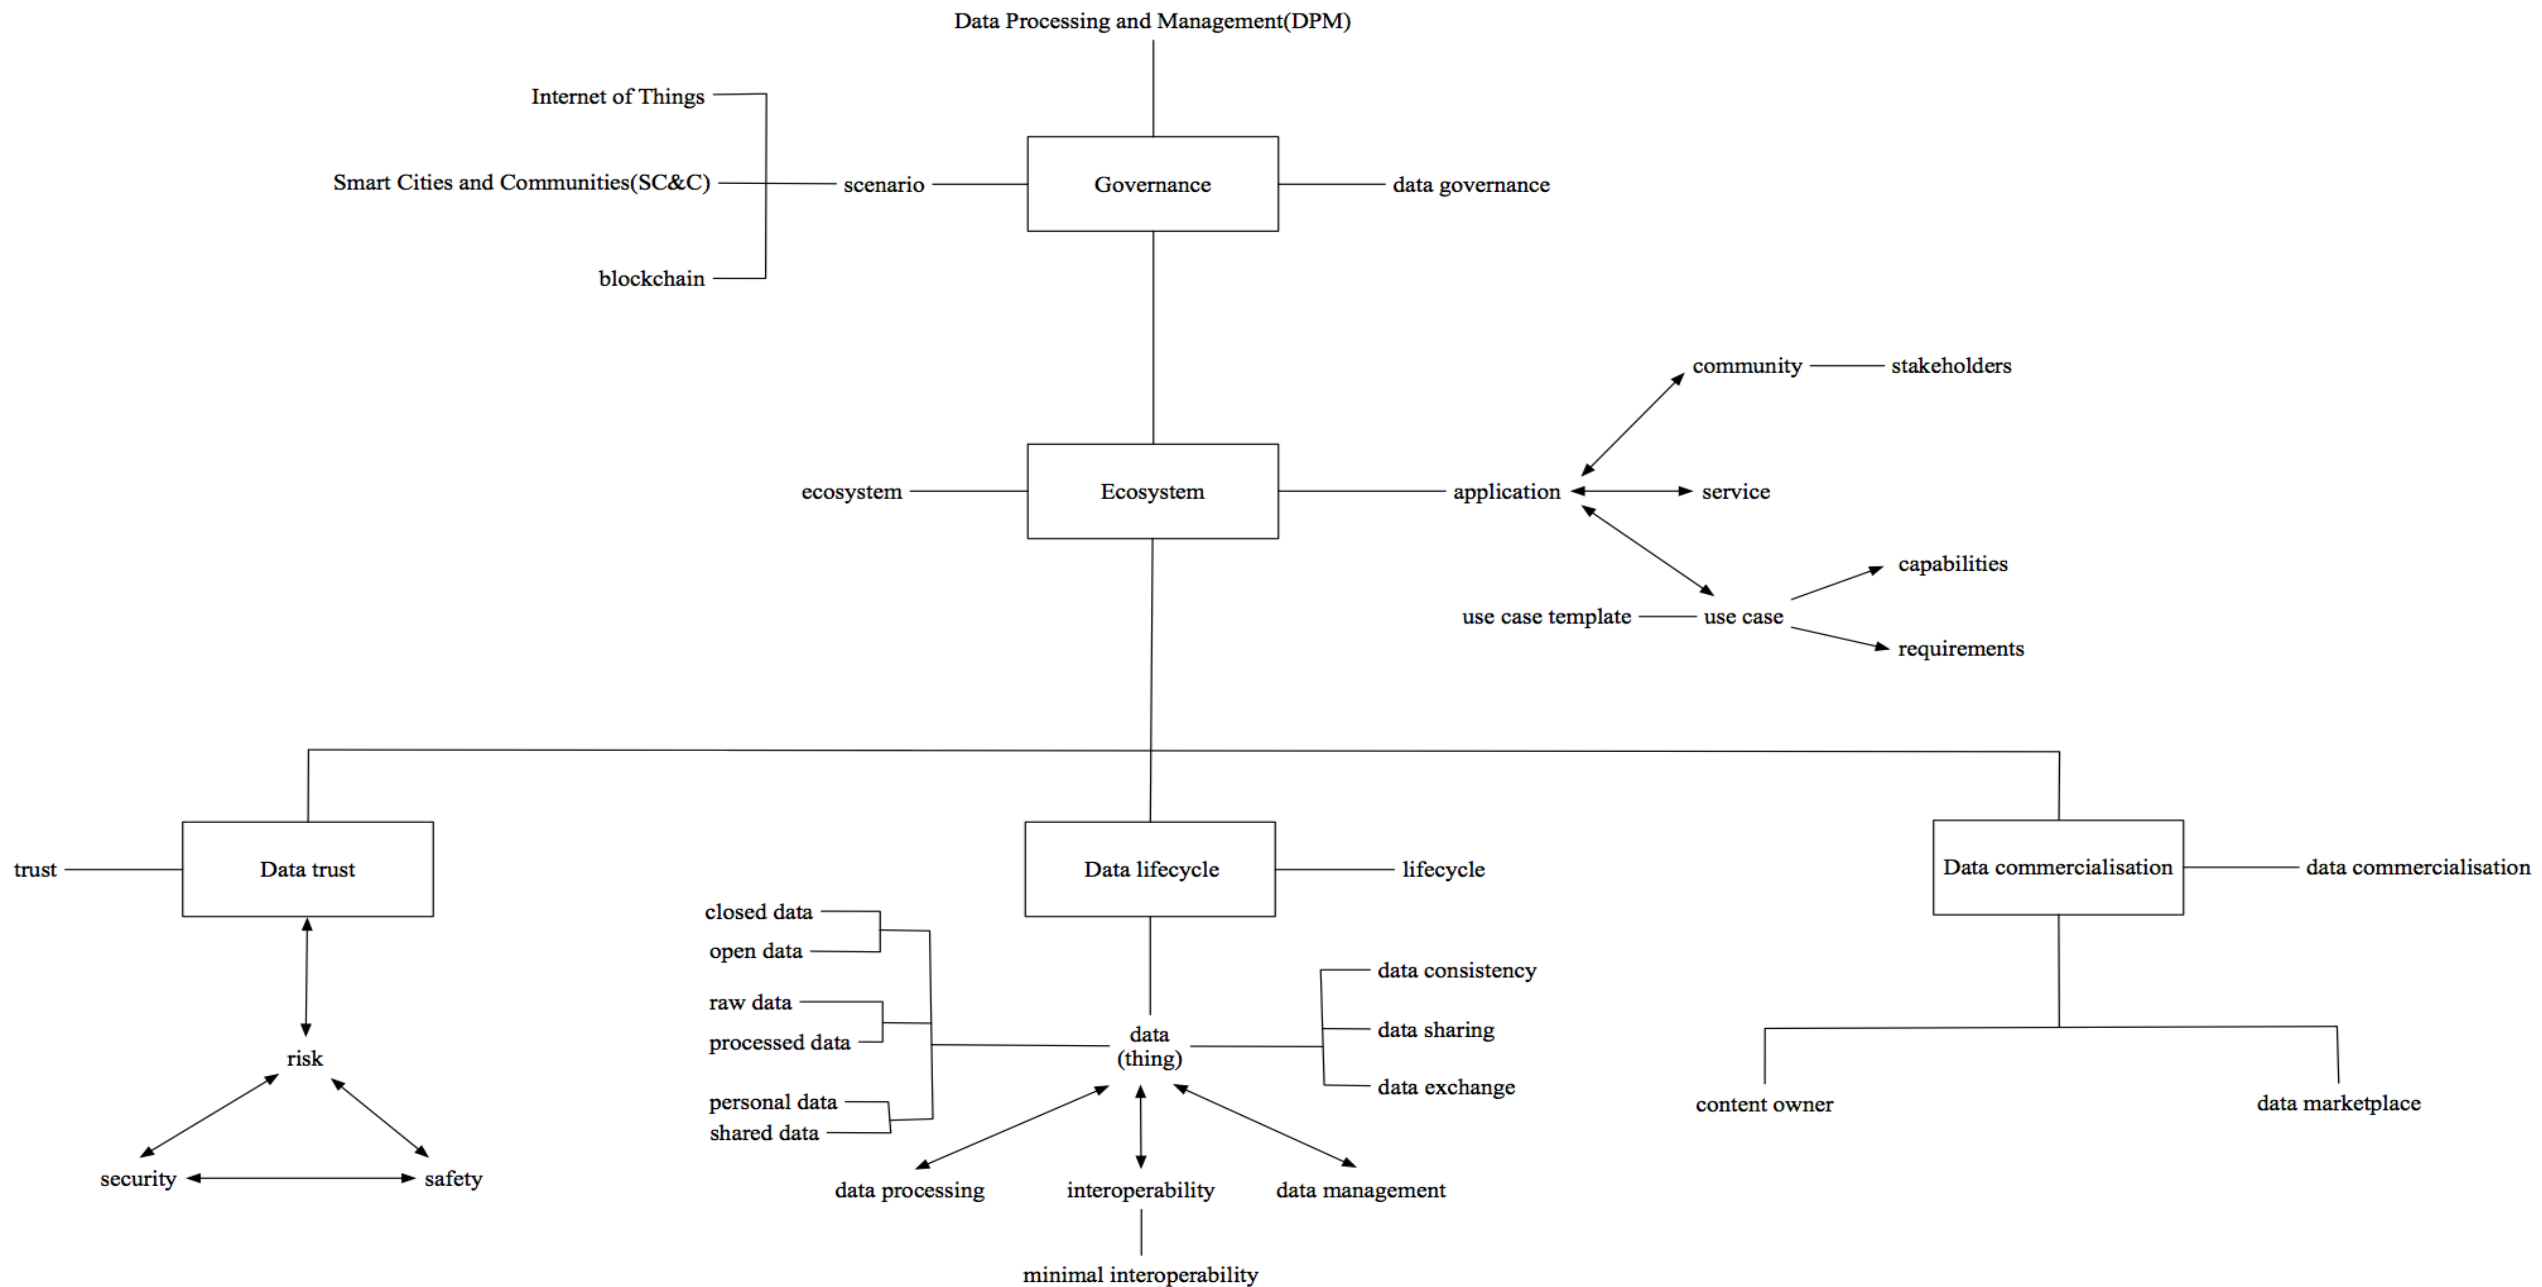 Data Processing and Management(DPM)
Internet of Things
Smart Cities and Communities(SC&C)
scenario
Governance
data governance
blockchain
community
stakeholders
ecosystem
Ecosystem
application
service
capabilities
use case template
use case
requirements
trust
Data trust
Data lifecycle
lifecycle
Data commercialisation
data commercialisation
closed data
open data
raw data
processed data
personal data
shared data
data
(thing)
data consistency
data sharing
data exchange
risk
security
safety
data processing
interoperability
data management
minimal interoperability
content owner
data marketplace